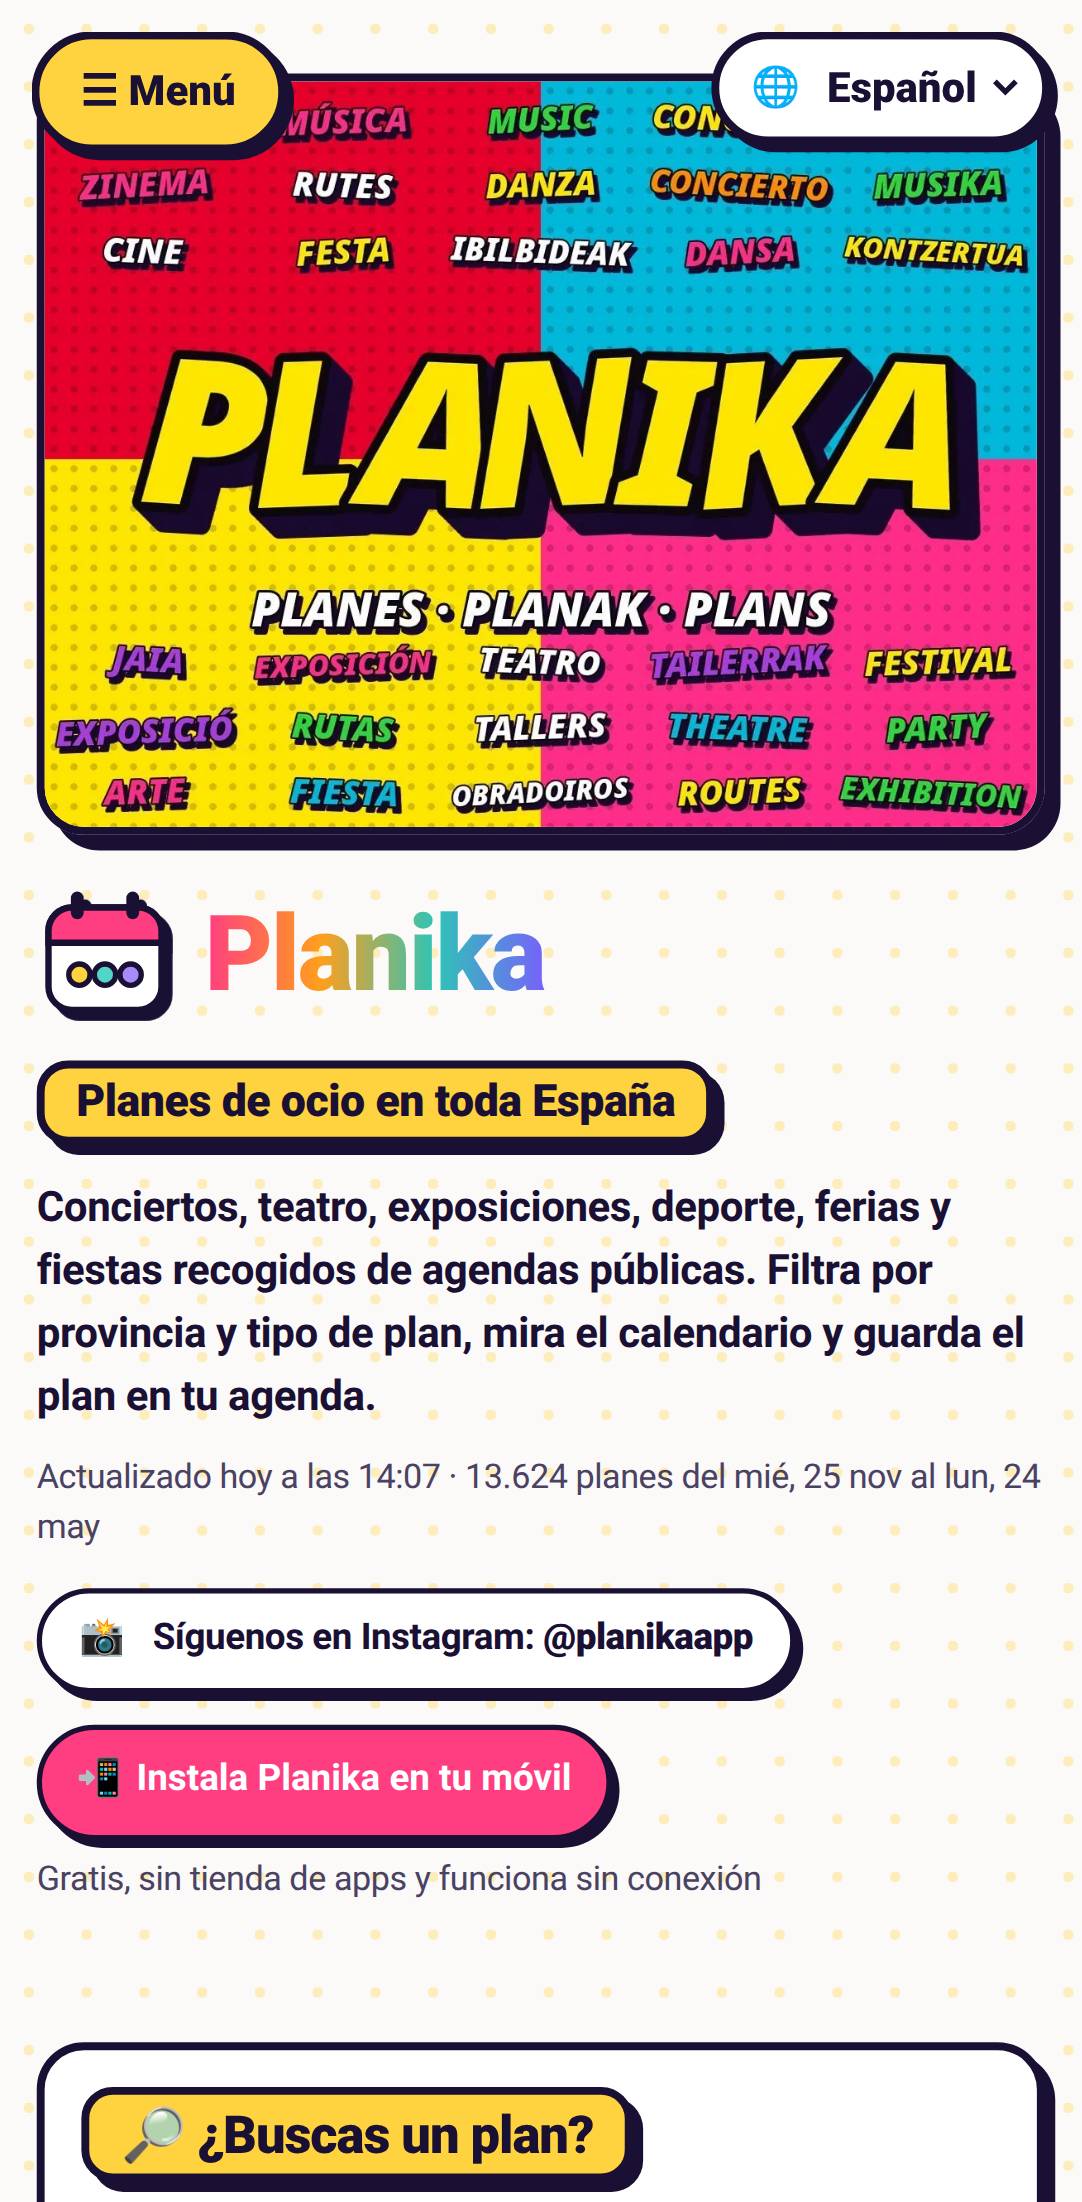 ☰ Menú
🌐 Español
MÚSICA MUSIC
ZINEMA RUTES DANZA CONCIERTO MUSIKA
CINE FESTA IBILBIDEAK DANSA KONTZERTUA
PLANIKA
PLANES · PLANAK · PLANS
JAIA EXPOSICIÓN TEATRO TAILERRAK FESTIVAL
EXPOSICIÓ RUTAS TALLERS THEATRE PARTY
ARTE FIESTA OBRADOIROS ROUTES EXHIBITION
Planika
Planes de ocio en toda España
Conciertos, teatro, exposiciones, deporte, ferias y
fiestas recogidos de agendas públicas. Filtra por
provincia y tipo de plan, mira el calendario y guarda el
plan en tu agenda.
Actualizado hoy a las 14:07 · 13.624 planes del mié, 25 nov al lun, 24
may
📸 Síguenos en Instagram: @planikaapp
📲 Instala Planika en tu móvil
Gratis, sin tienda de apps y funciona sin conexión
🔎 ¿Buscas un plan?